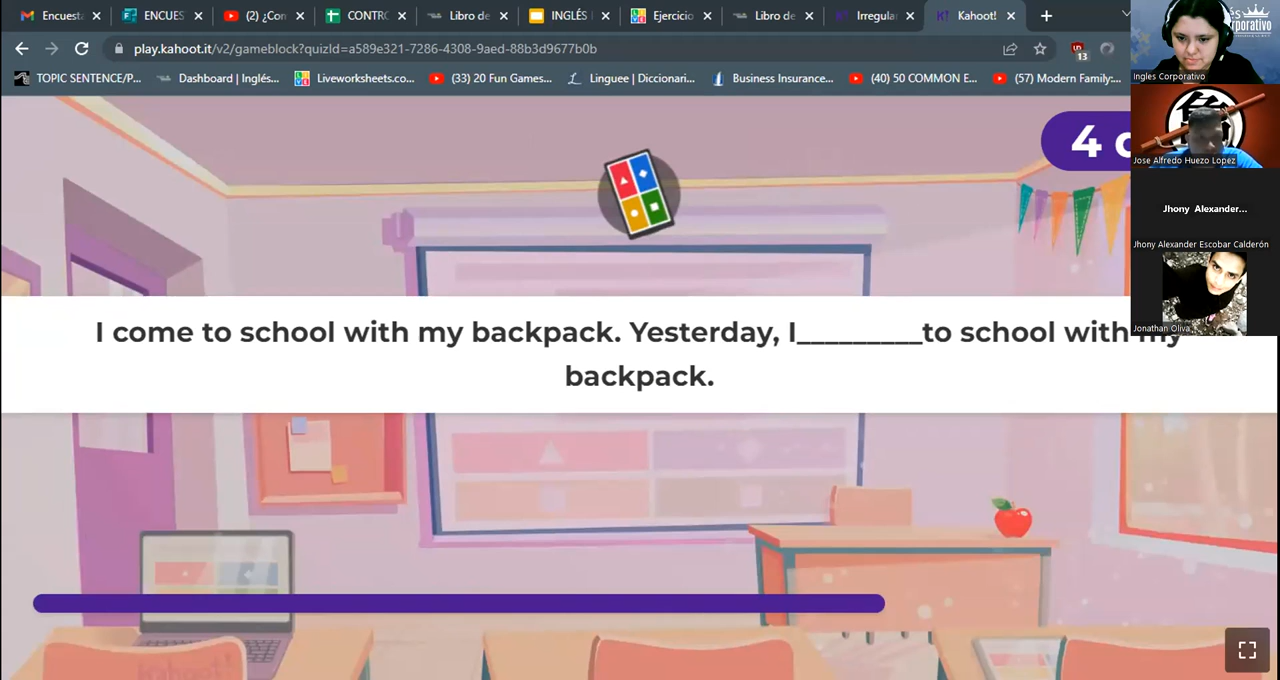 Encuesta
ENCUES
(2) ¿Con
CONTRO
Libro de
INGLÉS
Ejercicio
Libro de
Irregular
Kahoot!
play.kahoot.it/v2/gameblock?quizId=a589e321-7286-4308-9aed-88b3d9677b0b
13
TOPIC SENTENCE/P...
Dashboard | Inglés...
Liveworksheets.co...
(33) 20 Fun Games...
Linguee | Diccionari...
Business Insurance...
(40) 50 COMMON E...
(57) Modern Family:...
Ingles Corporativo
Jose Alfredo Huezo Lopez
Jhony Alexander...
Jhony Alexander Escobar Calderón
Jonathan Oliva
4
I come to school with my backpack. Yesterday, I_________to school with my
backpack.